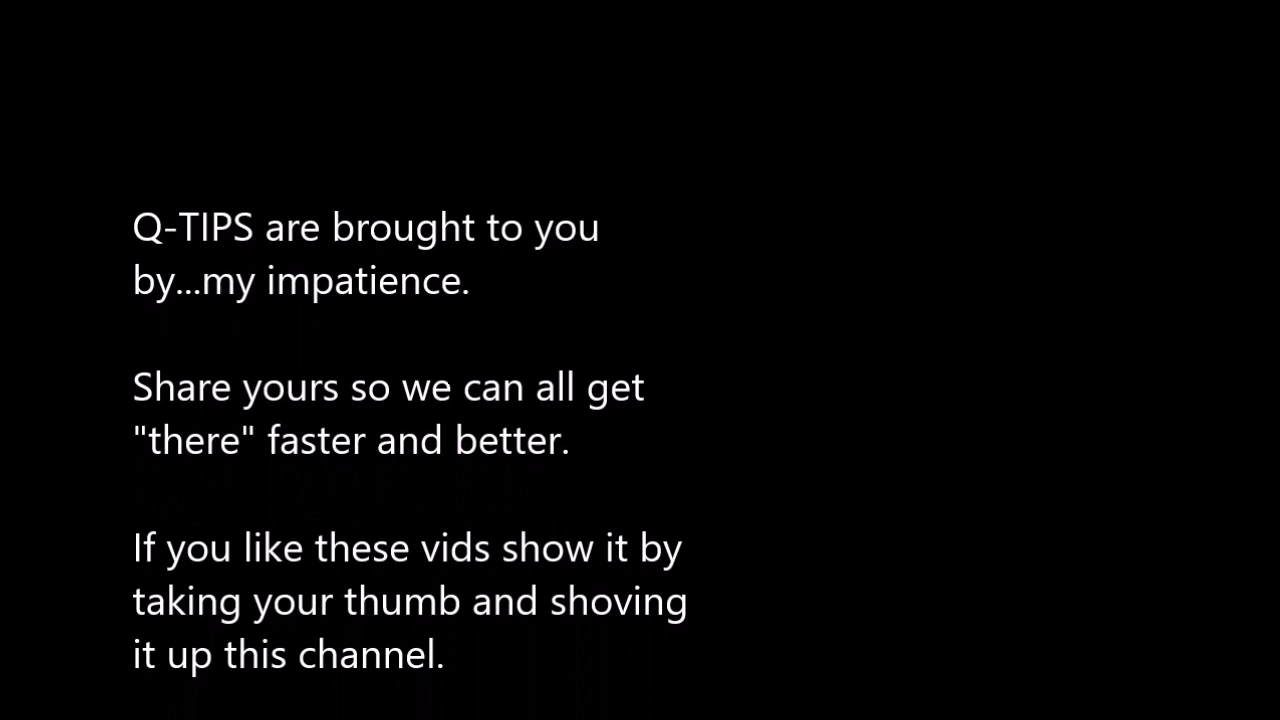 Q-TIPS are brought to you
by...my impatience.
Share yours so we can all get
"there" faster and better.
If you like these vids show it by
taking your thumb and shoving
it up this channel.